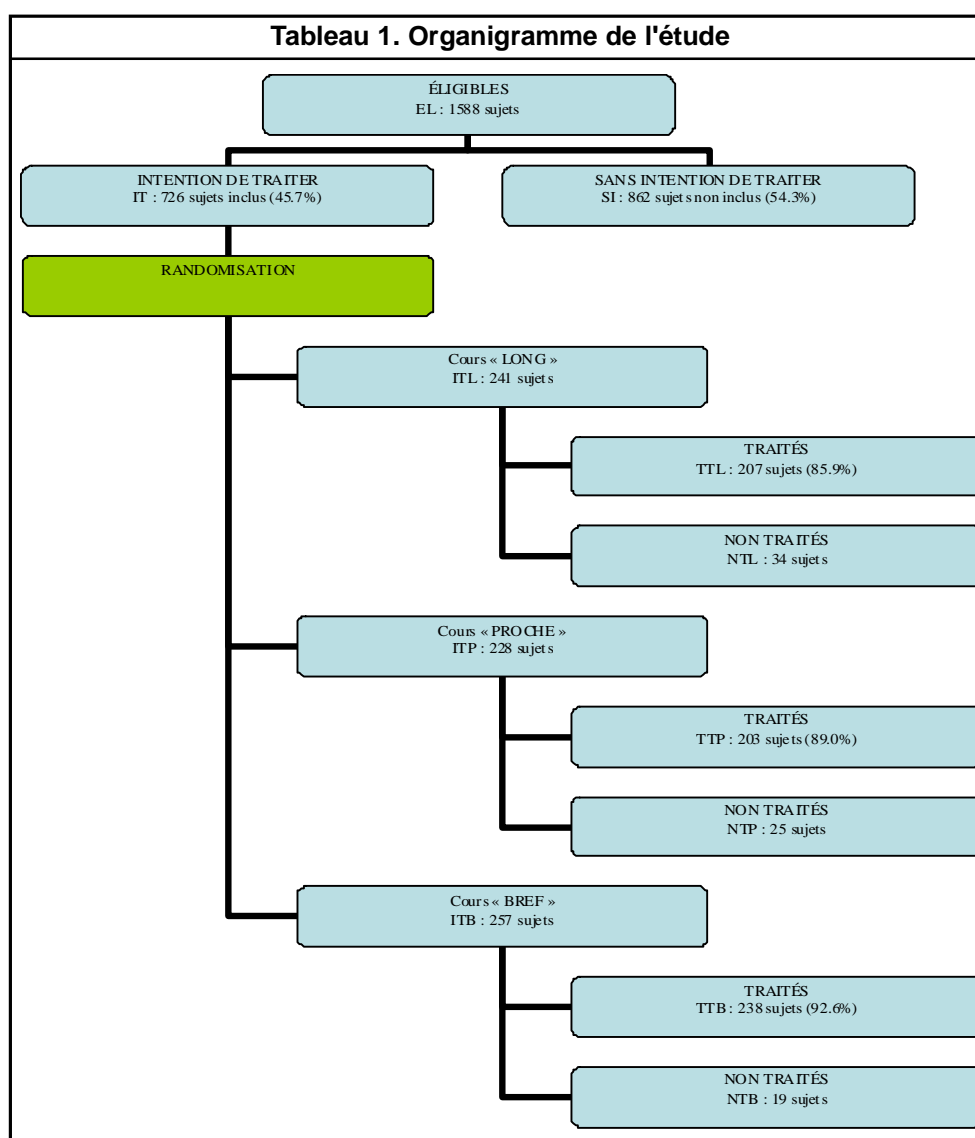 Tableau 1. Organigramme de l'étude
ÉLIGIBLES
EL : 1588 sujets
INTENTION DE TRAITER
IT : 726 sujets inclus (45.7%)
SANS INTENTION DE TRAITER
SI : 862 sujets non inclus (54.3%)
RANDOMISATION
Cours « LONG »
ITL : 241 sujets
TRAITÉS
TTL : 207 sujets (85.9%)
NON TRAITÉS
NTL : 34 sujets
Cours « PROCHE »
ITP : 228 sujets
TRAITÉS
TTP : 203 sujets (89.0%)
NON TRAITÉS
NTP : 25 sujets
Cours « BREF »
ITB : 257 sujets
TRAITÉS
TTB : 238 sujets (92.6%)
NON TRAITÉS
NTB : 19 sujets